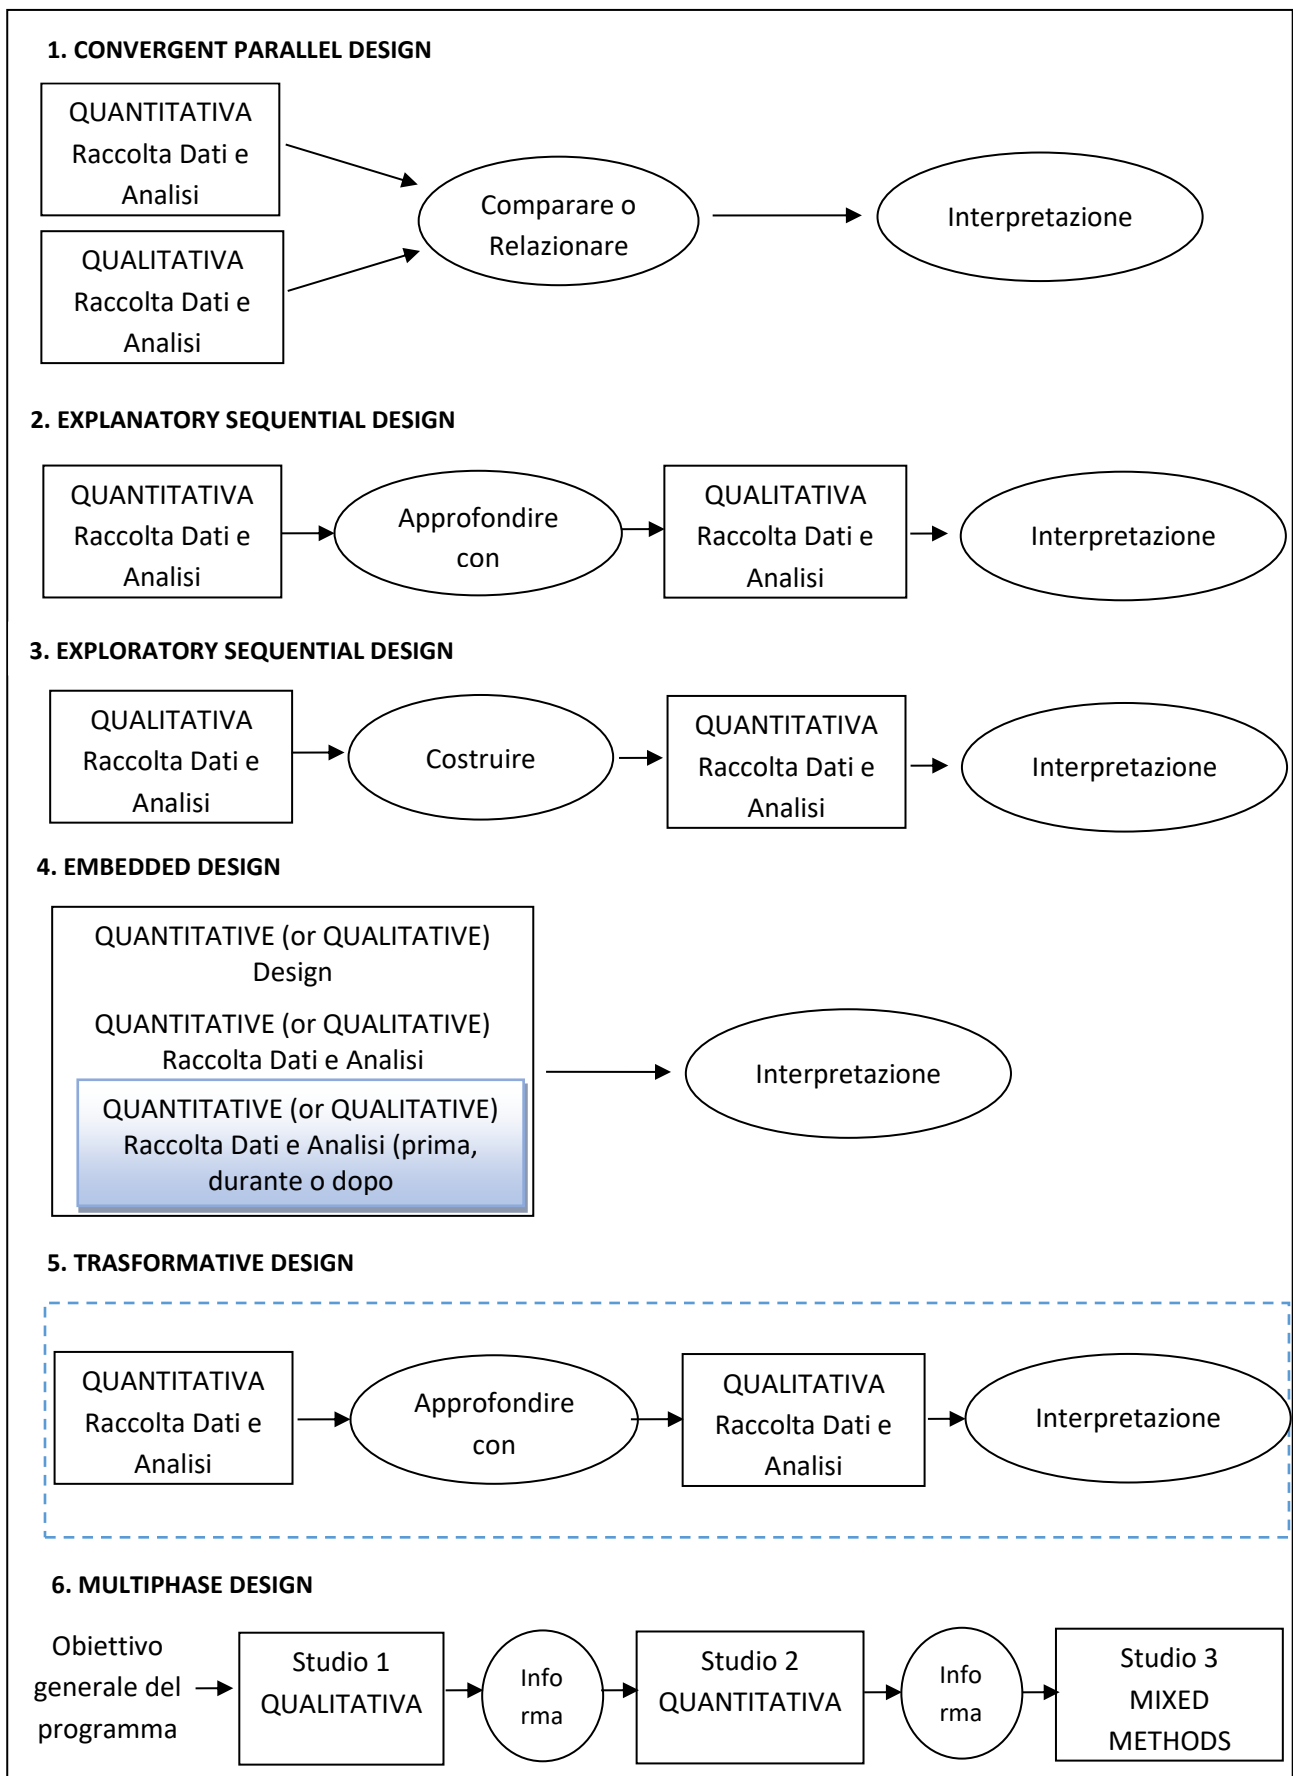 1. CONVERGENT PARALLEL DESIGN
QUANTITATIVA
Raccolta Dati e
Analisi
QUALITATIVA
Raccolta Dati e
Analisi
Comparare o
Relazionare
Interpretazione
2. EXPLANATORY SEQUENTIAL DESIGN
QUANTITATIVA
Raccolta Dati e
Analisi
Approfondire
con
QUALITATIVA
Raccolta Dati e
Analisi
Interpretazione
3. EXPLORATORY SEQUENTIAL DESIGN
QUALITATIVA
Raccolta Dati e
Analisi
Costruire
QUANTITATIVA
Raccolta Dati e
Analisi
Interpretazione
4. EMBEDDED DESIGN
QUANTITATIVE (or QUALITATIVE)
Design
QUANTITATIVE (or QUALITATIVE)
Raccolta Dati e Analisi
QUANTITATIVE (or QUALITATIVE)
Raccolta Dati e Analisi (prima,
durante o dopo
Interpretazione
5. TRASFORMATIVE DESIGN
QUANTITATIVA
Raccolta Dati e
Analisi
Approfondire
con
QUALITATIVA
Raccolta Dati e
Analisi
Interpretazione
6. MULTIPHASE DESIGN
Obiettivo
generale del
programma
Studio 1
QUALITATIVA
Info
rma
Studio 2
QUANTITATIVA
Info
rma
Studio 3
MIXED
METHODS